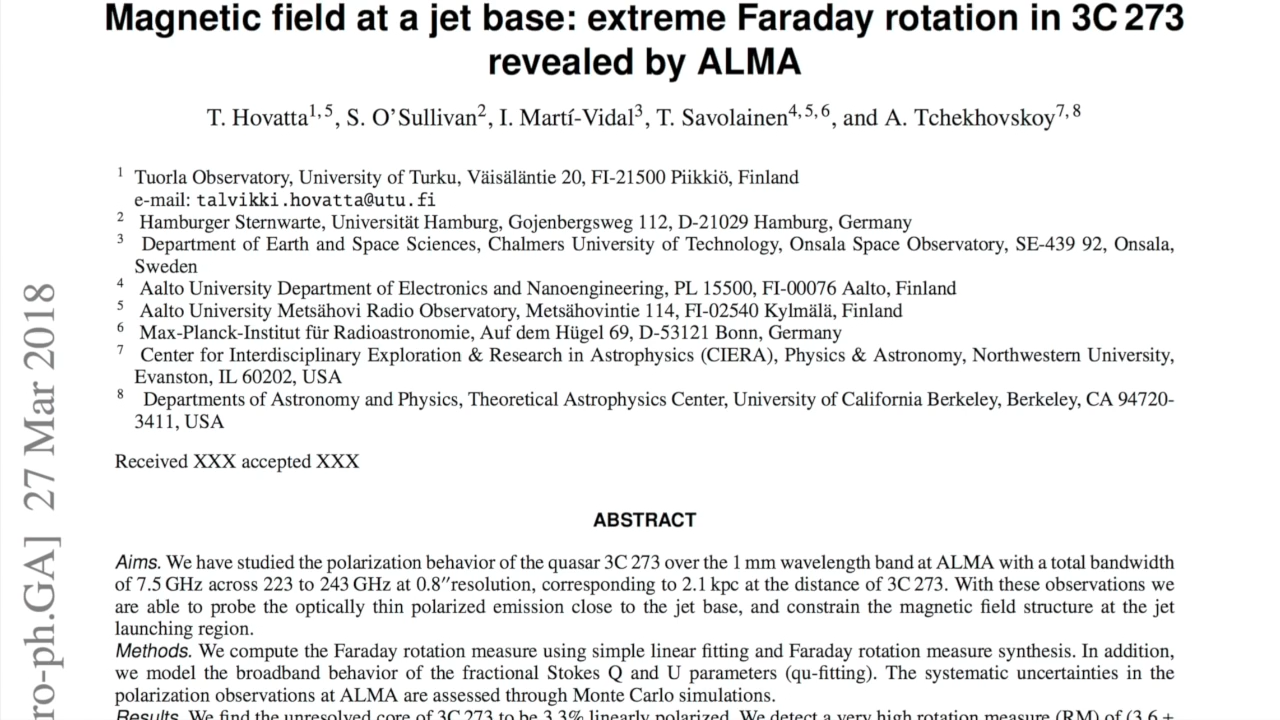 Magnetic field at a jet base: extreme Faraday rotation in 3C 273
revealed by ALMA
T. Hovatta1,5, S. O'Sullivan2, I. Martí-Vidal3, T. Savolainen4,5,6, and A. Tchekhovskoy7,8
1 Tuorla Observatory, University of Turku, Väisäläntie 20, FI-21500 Piikkiö, Finland
e-mail: talvikki.hovatta@utu.fi
2 Hamburger Sternwarte, Universität Hamburg, Gojenbergsweg 112, D-21029 Hamburg, Germany
3 Department of Earth and Space Sciences, Chalmers University of Technology, Onsala Space Observatory, SE-439 92, Onsala,
Sweden
4 Aalto University Department of Electronics and Nanoengineering, PL 15500, FI-00076 Aalto, Finland
5 Aalto University Metsähovi Radio Observatory, Metsähovintie 114, FI-02540 Kylmälä, Finland
6 Max-Planck-Institut für Radioastronomie, Auf dem Hügel 69, D-53121 Bonn, Germany
7 Center for Interdisciplinary Exploration & Research in Astrophysics (CIERA), Physics & Astronomy, Northwestern University,
Evanston, IL 60202, USA
8 Departments of Astronomy and Physics, Theoretical Astrophysics Center, University of California Berkeley, Berkeley, CA 94720-
3411, USA
Received XXX accepted XXX
ABSTRACT
Aims. We have studied the polarization behavior of the quasar 3C 273 over the 1 mm wavelength band at ALMA with a total bandwidth
of 7.5 GHz across 223 to 243 GHz at 0.8″resolution, corresponding to 2.1 kpc at the distance of 3C 273. With these observations we
are able to probe the optically thin polarized emission close to the jet base, and constrain the magnetic field structure at the jet
launching region.
Methods. We compute the Faraday rotation measure using simple linear fitting and Faraday rotation measure synthesis. In addition,
we model the broadband behavior of the fractional Stokes Q and U parameters (qu-fitting). The systematic uncertainties in the
polarization observations at ALMA are assessed through Monte Carlo simulations.
Results. We find the unresolved core of 3C 273 to be 3.3% linearly polarized. We detect a very high rotation measure (RM) of (3.6 ±
ro-ph.GA] 27 Mar 2018